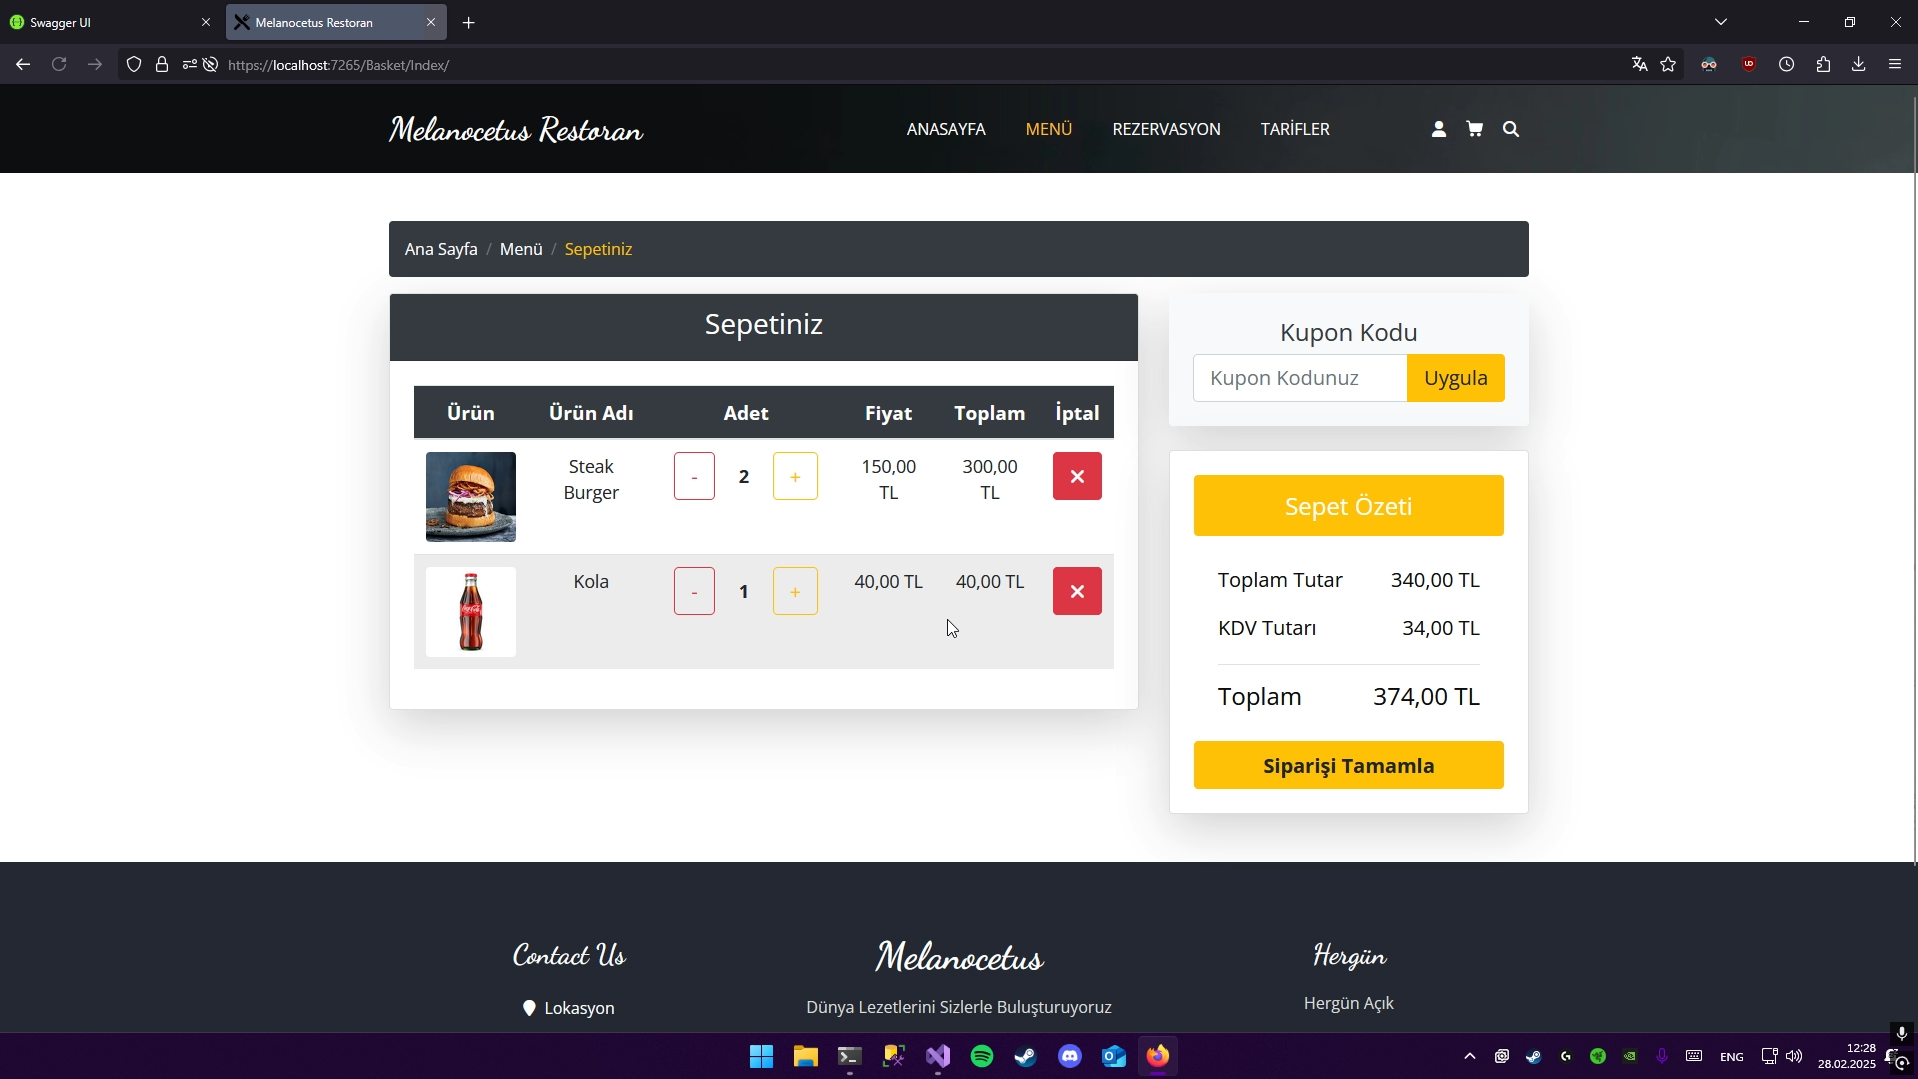 Swagger UI
Melanocetus Restoran
https://localhost:7265/Basket/Index/
Melanocetus Restoran
ANASAYFA
MENÜ
REZERVASYON
TARİFLER
Ana Sayfa / Menü / Sepetiniz
Sepetiniz
Ürün Ürün Adı Adet Fiyat Toplam İptal
Steak
Burger
- 2 +
150,00
TL
300,00
TL
Kola
- 1 +
40,00 TL
40,00 TL
Kupon Kodu
Kupon Kodunuz
Uygula
Sepet Özeti
Toplam Tutar 340,00 TL
KDV Tutarı 34,00 TL
Toplam 374,00 TL
Siparişi Tamamla
Contact Us
Lokasyon
Melanocetus
Dünya Lezetlerini Sizlerle Buluşturuyoruz
Hergün
Hergün Açık
ENG
12:28
28.02.2025